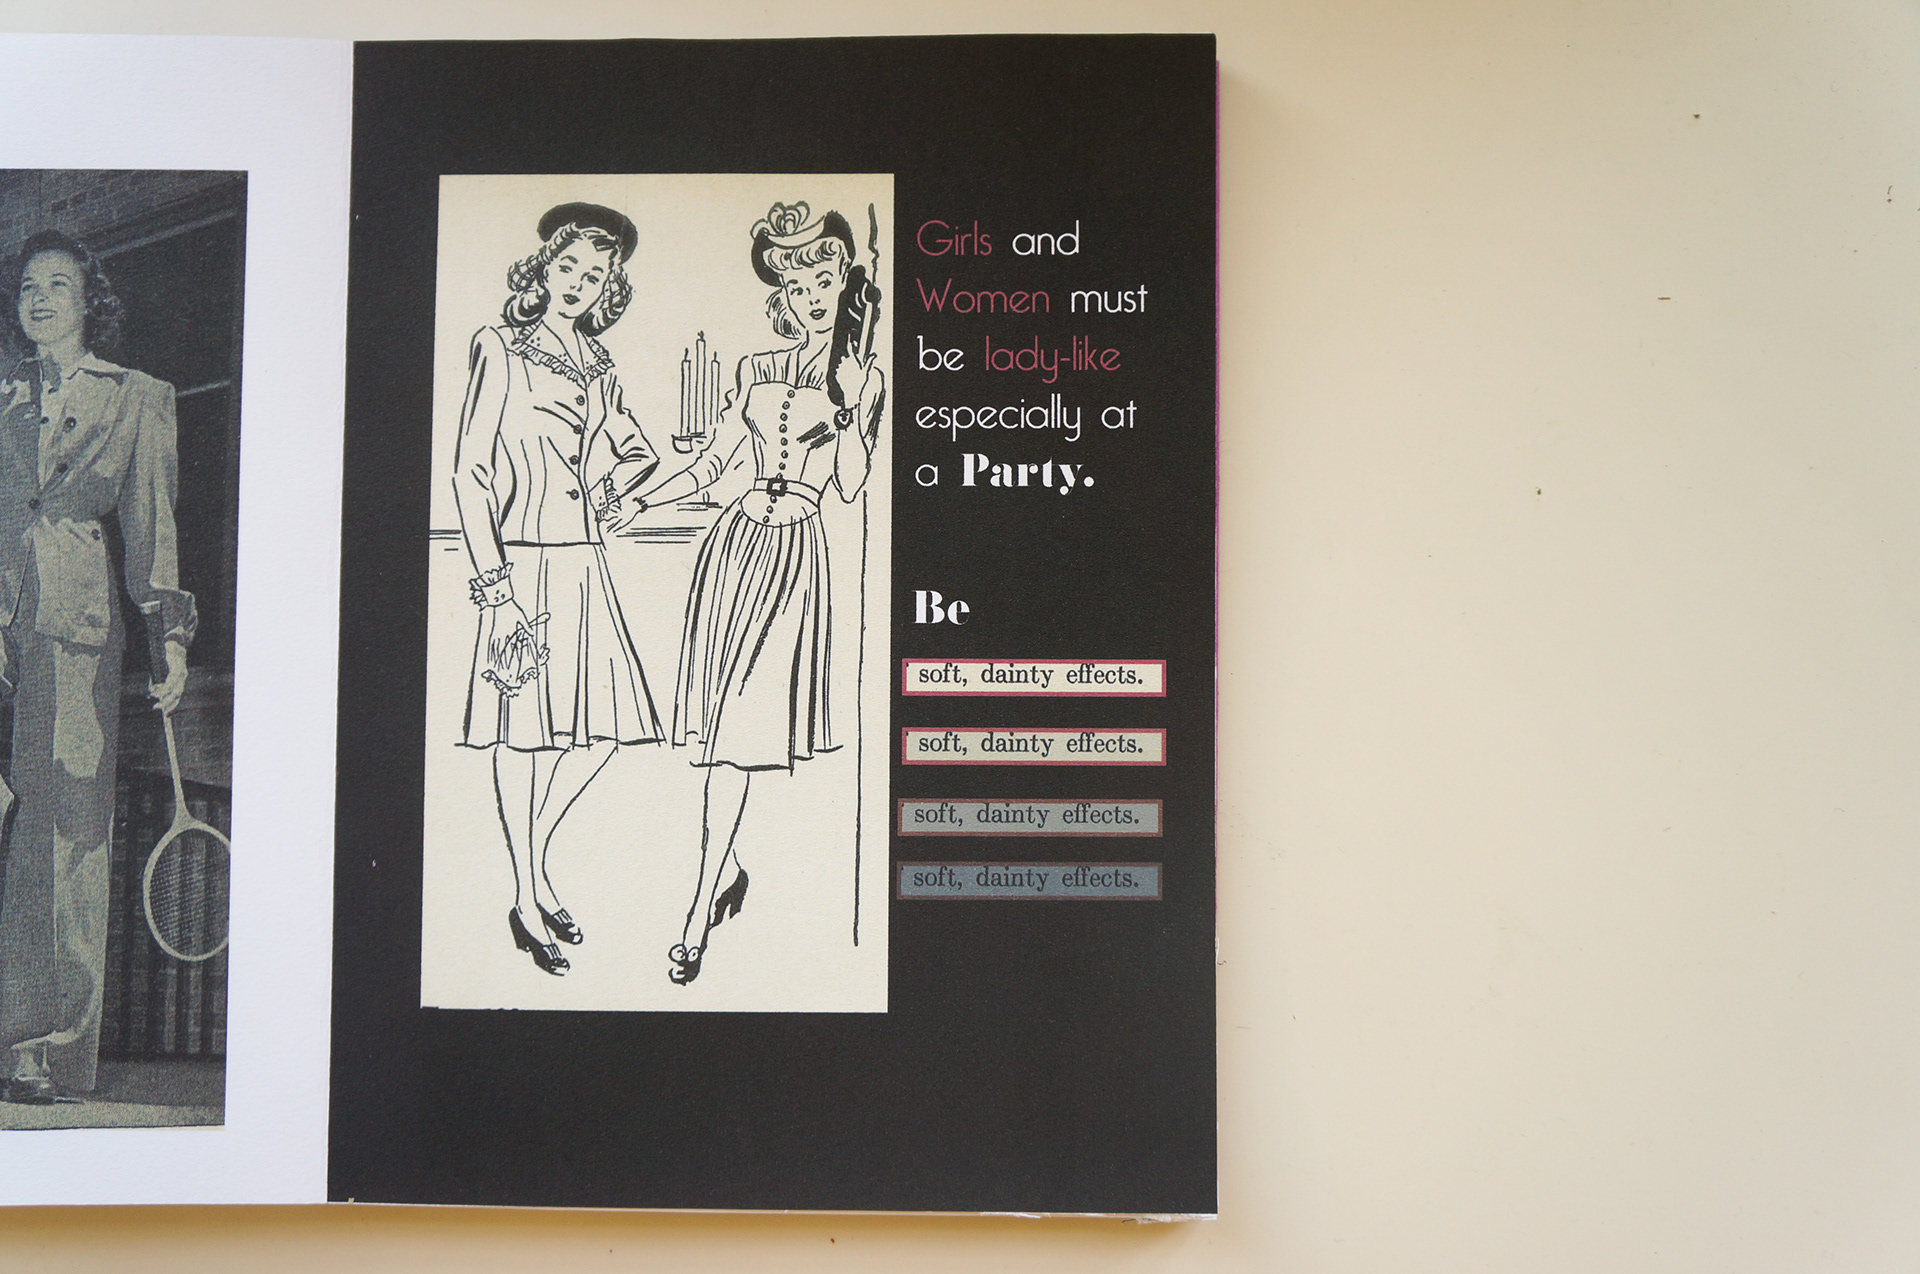 Girls and
Women must
be lady-like
especially at
a Party.
Be
soft, dainty effects.
soft, dainty effects.
soft, dainty effects.
soft, dainty effects.